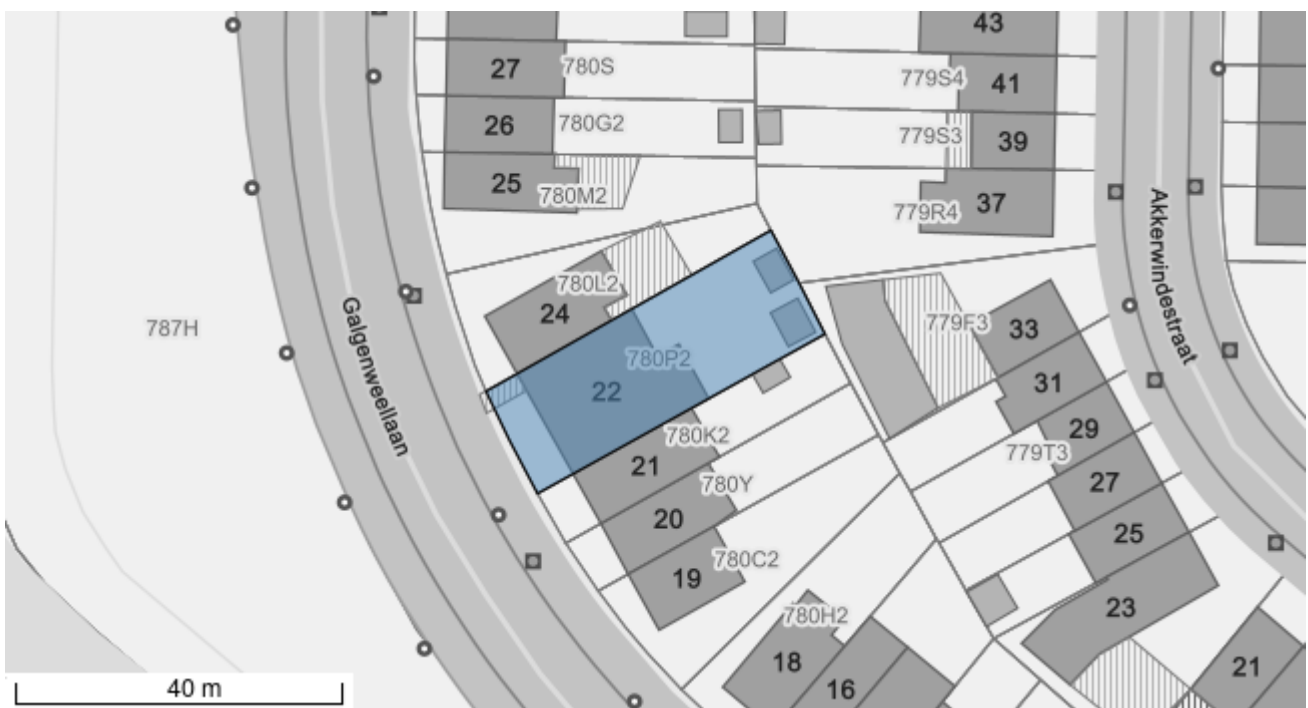 43
27
780S
779S4
41
26
780G2
779S3
39
25
780M2
779R4
37
Akkerwindestraat
780L2
24
787H
Galgenweellaan
779F3
33
780P2
22
31
780K2
21
29
779T3
780Y
27
20
25
780C2
19
23
780H2
18
16
21
40 m